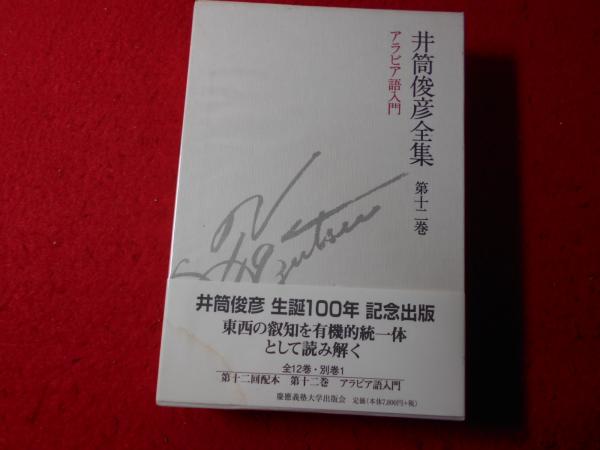 井筒俊彦全集 第十二巻
アラビア語入門
T. Izutsu
井筒俊彦 生誕100年 記念出版
東西の叡知を有機的統一体
として読み解く
全12巻・別巻1
第十二回配本 第十二巻 アラビア語入門
慶應義塾大学出版会 定価(本体7,800円+税)